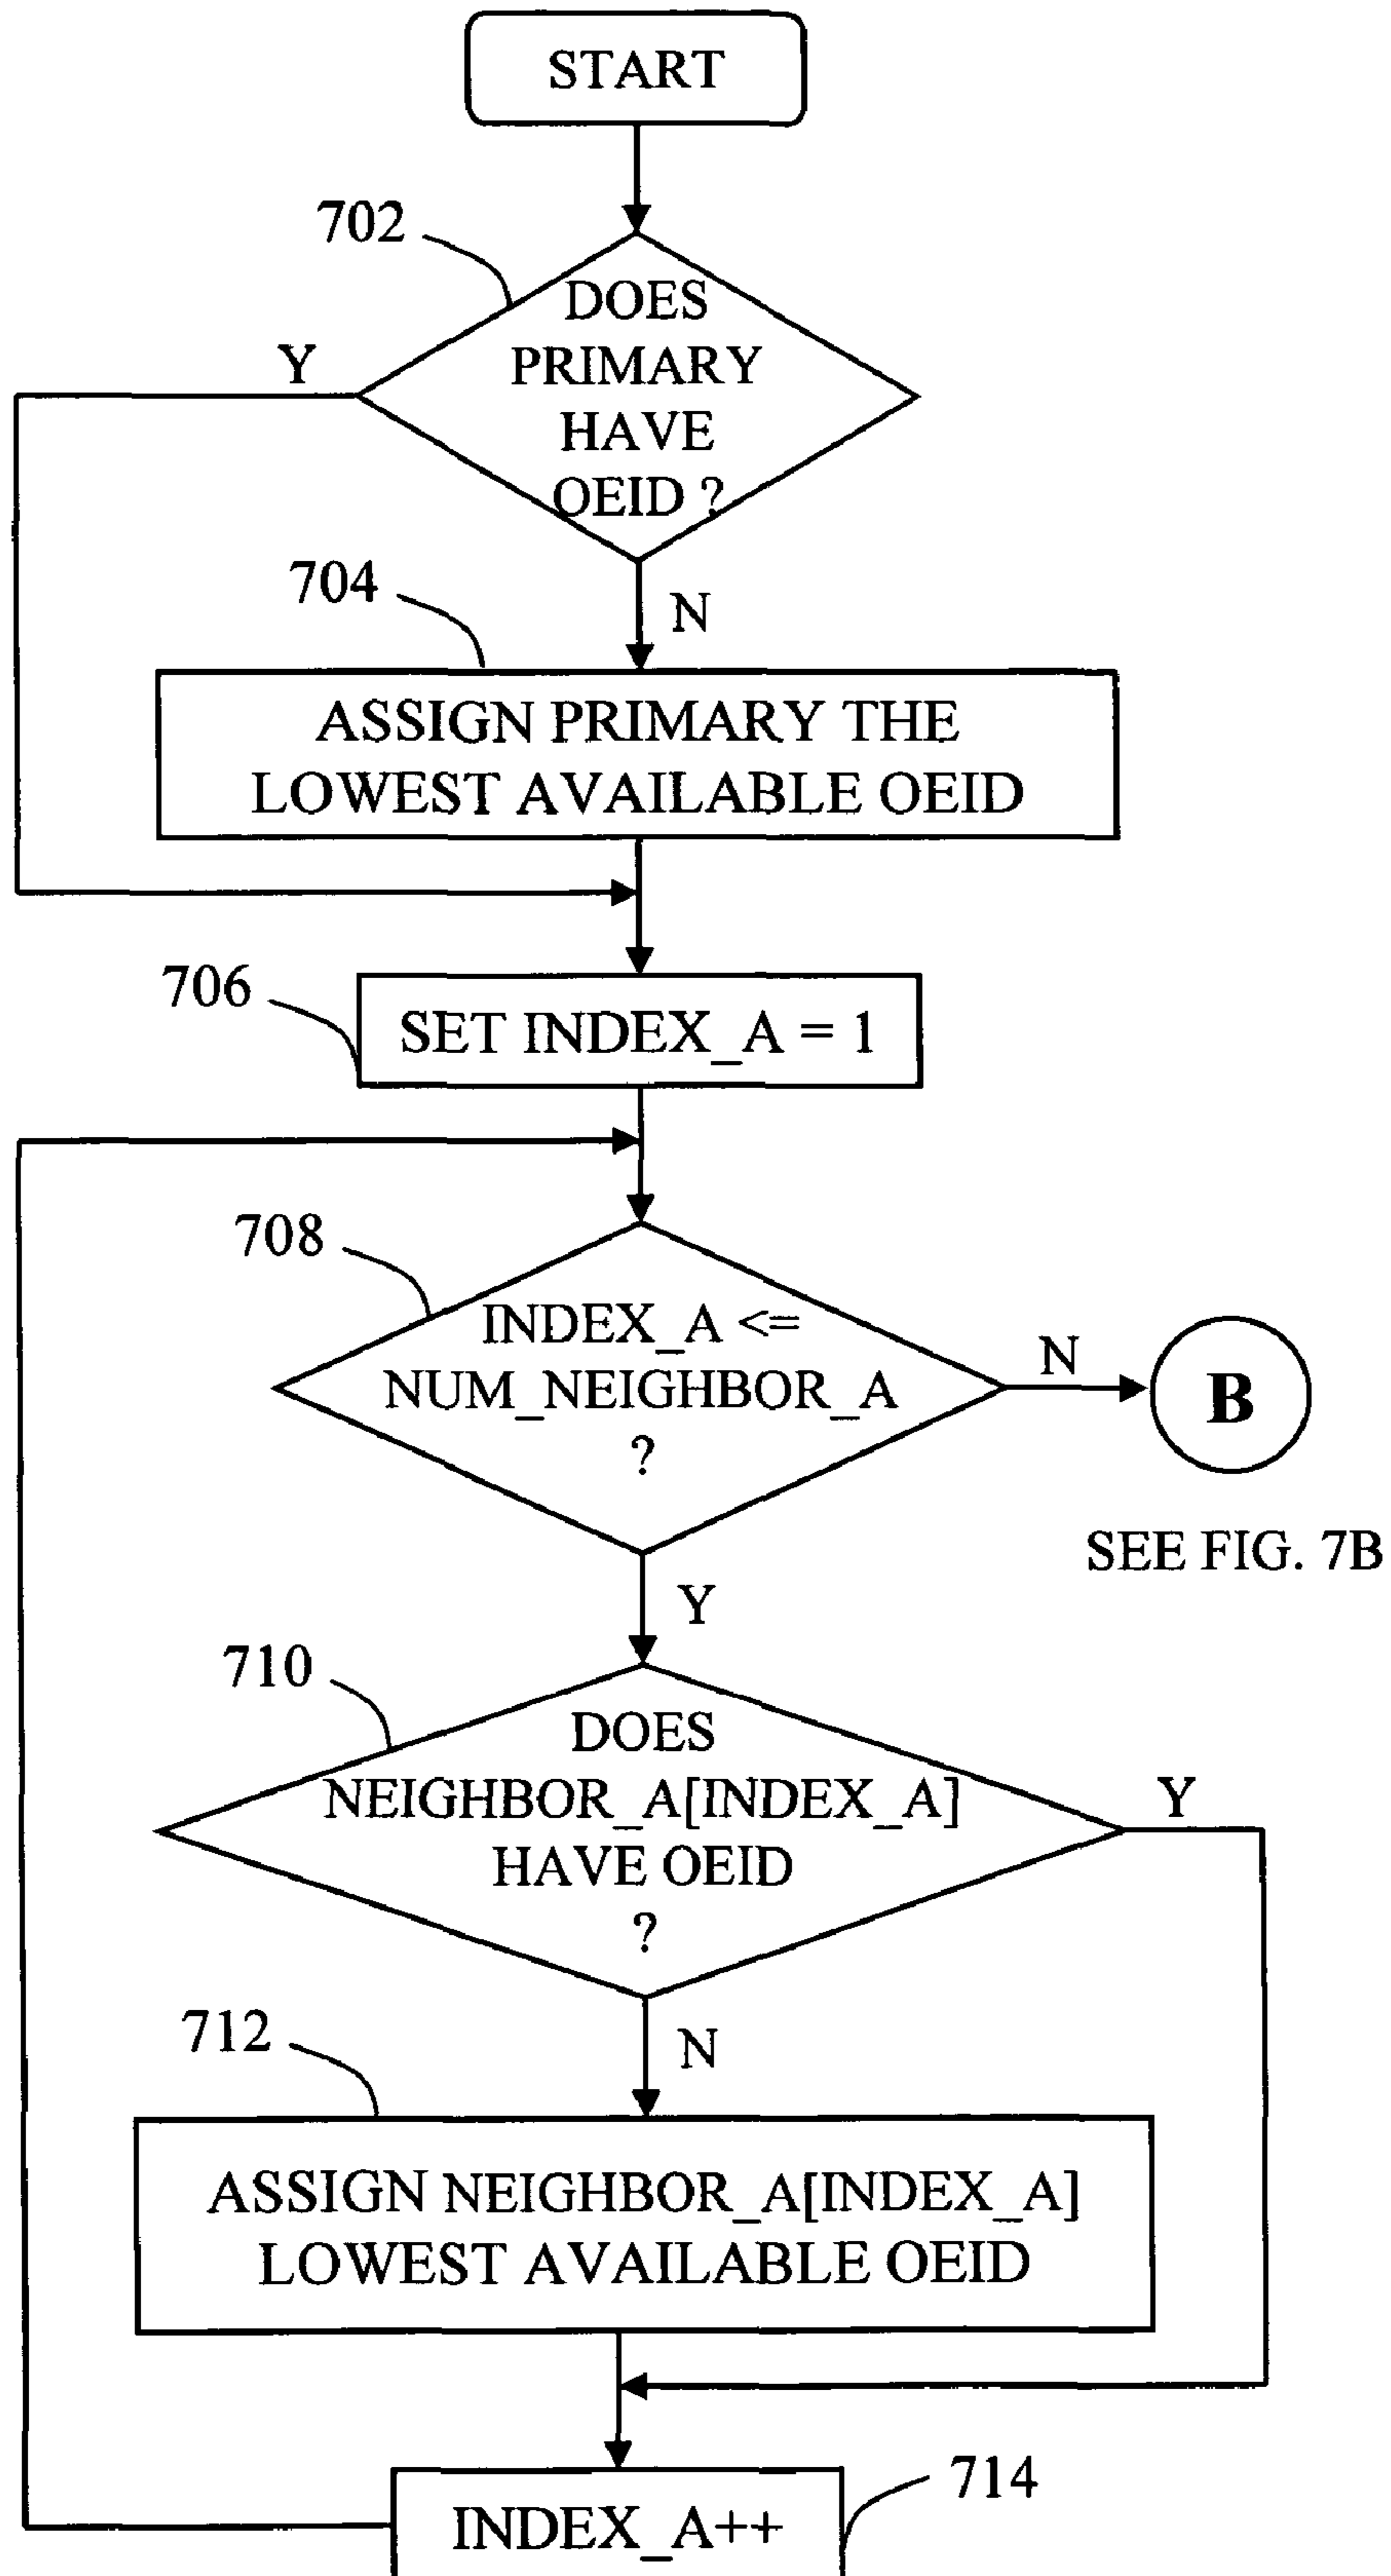 START
702
DOES
PRIMARY
HAVE
OEID ?
Y
704
N
ASSIGN PRIMARY THE
LOWEST AVAILABLE OEID
706
SET INDEX_A = 1
708
INDEX_A <=
NUM_NEIGHBOR_A
?
N
B
SEE FIG. 7B
Y
710
DOES
NEIGHBOR_A[INDEX_A]
HAVE OEID
?
Y
712
N
ASSIGN NEIGHBOR_A[INDEX_A]
LOWEST AVAILABLE OEID
714
INDEX_A++